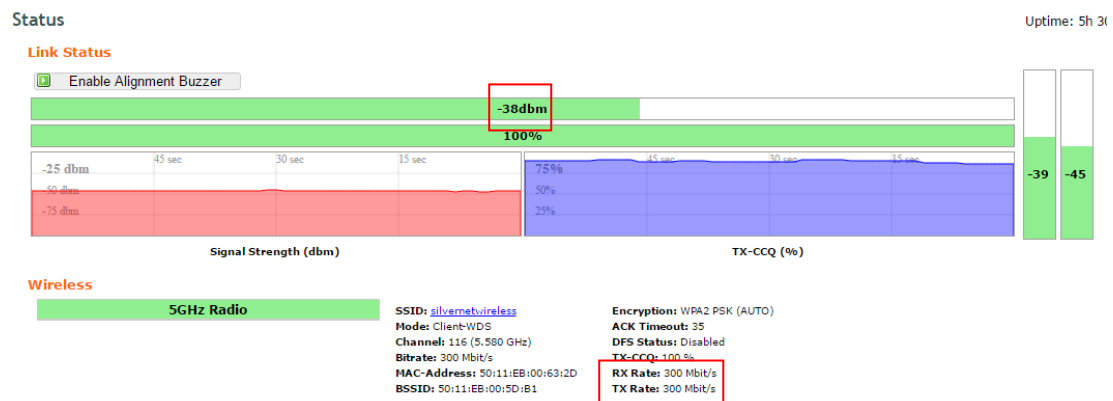 Status
Uptime: 5h 30
Link Status
Enable Alignment Buzzer
-38dbm
100%
45 sec 30 sec 15 sec
-25 dbm
-50 dbm
-75 dbm
45 sec 30 sec 15 sec
75%
50%
25%
-39 -45
Signal Strength (dbm)
TX-CCQ (%)
Wireless
5GHz Radio
SSID: silvernetwireless
Mode: Client-WDS
Channel: 116 (5.580 GHz)
Bitrate: 300 Mbit/s
MAC-Address: 50:11:EB:00:63:2D
BSSID: 50:11:EB:00:5D:B1
Encryption: WPA2 PSK (AUTO)
ACK Timeout: 35
DFS Status: Disabled
TX-CCQ: 100 %
RX Rate: 300 Mbit/s
TX Rate: 300 Mbit/s